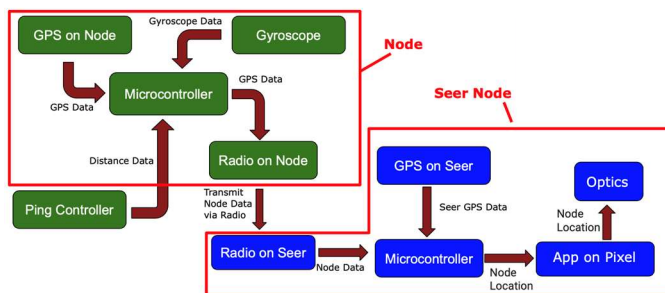 GPS on Node
Gyroscope Data
Gyroscope
Node
GPS Data
Microcontroller
GPS Data
Distance Data
Radio on Node
Ping Controller
Transmit
Node Data
via Radio
Seer Node
GPS on Seer
Optics
Seer GPS Data
Node
Location
Radio on Seer
Node Data
Microcontroller
Node
Location
App on Pixel